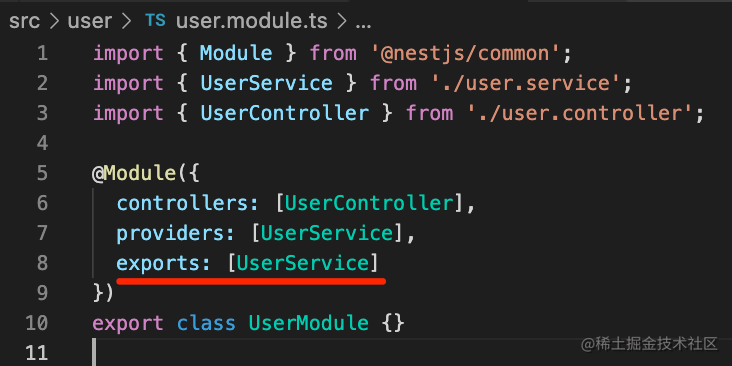 src > user > TS user.module.ts > ...
1 import { Module } from '@nestjs/common';
2 import { UserService } from './user.service';
3 import { UserController } from './user.controller';
4
5 @Module({
6   controllers: [UserController],
7   providers: [UserService],
8   exports: [UserService]
9 })
10 export class UserModule {}
11
@稀土掘金技术社区